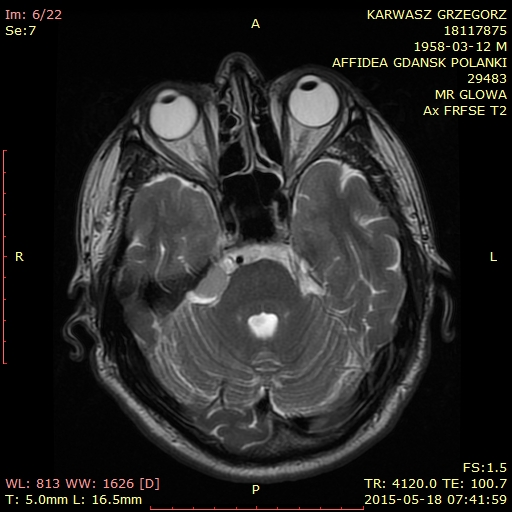 Im: 6/22
Se:7
A
KARWASZ GRZEGORZ
18117875
1958-03-12 M
AFFIDEA GDANSK POLANKI
29483
MR GLOWA
Ax FRFSE T2
R
L
WL: 813 WW: 1626 [D]
T: 5.0mm L: 16.5mm
P
FS:1.5
TR: 4120.0 TE: 100.7
2015-05-18 07:41:59